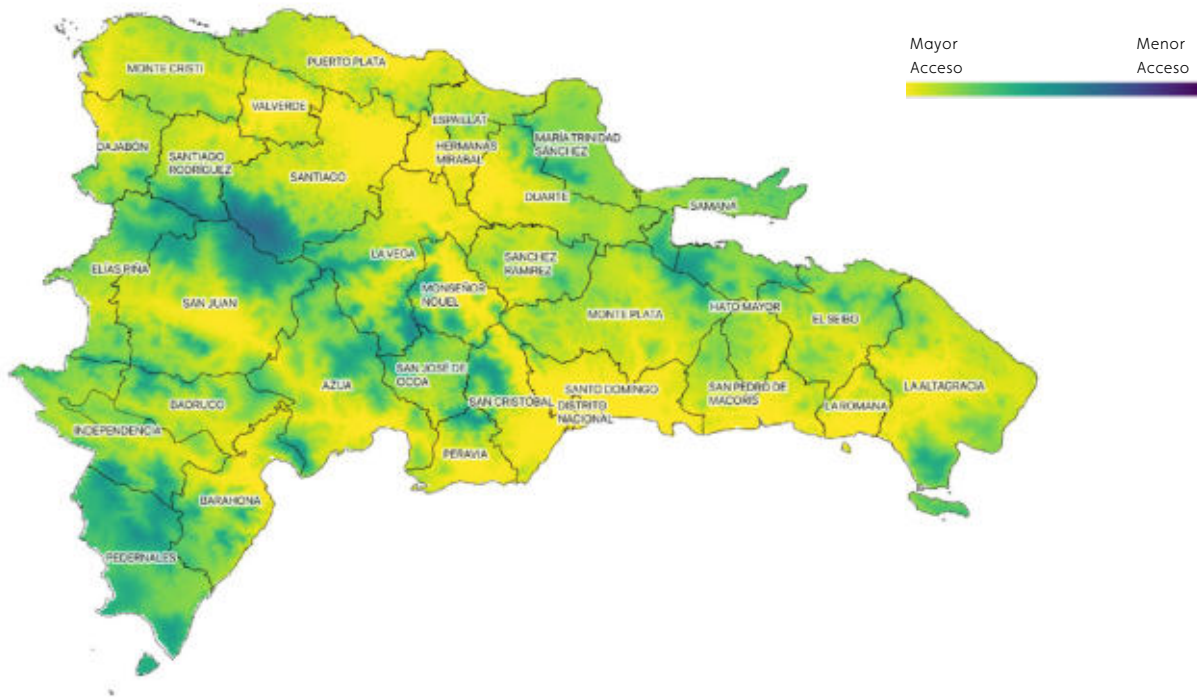 Mayor
Acceso
Menor
Acceso
MONTE CRISTI
PUERTO PLATA
VALVERDE
ESPAILLAT
DAJABÓN
SANTIAGO
RODRÍGUEZ
HERMANAS
MIRABAL
MARÍA TRINIDAD
SÁNCHEZ
SANTIAGO
DUARTE
SAMANÁ
ELÍAS PIÑA
LA VEGA
SÁNCHEZ
RAMÍREZ
SAN JUAN
MONSEÑOR
NOUEL
MONTE PLATA
HATO MAYOR
EL SEIBO
AZUA
SAN JOSÉ DE
OCOA
SAN CRISTÓBAL
SANTO DOMINGO
DISTRITO
NACIONAL
SAN PEDRO DE
MACORÍS
LA ROMANA
LA ALTAGRACIA
BAORUCO
INDEPENDENCIA
PERAVIA
BARAHONA
PEDERNALES